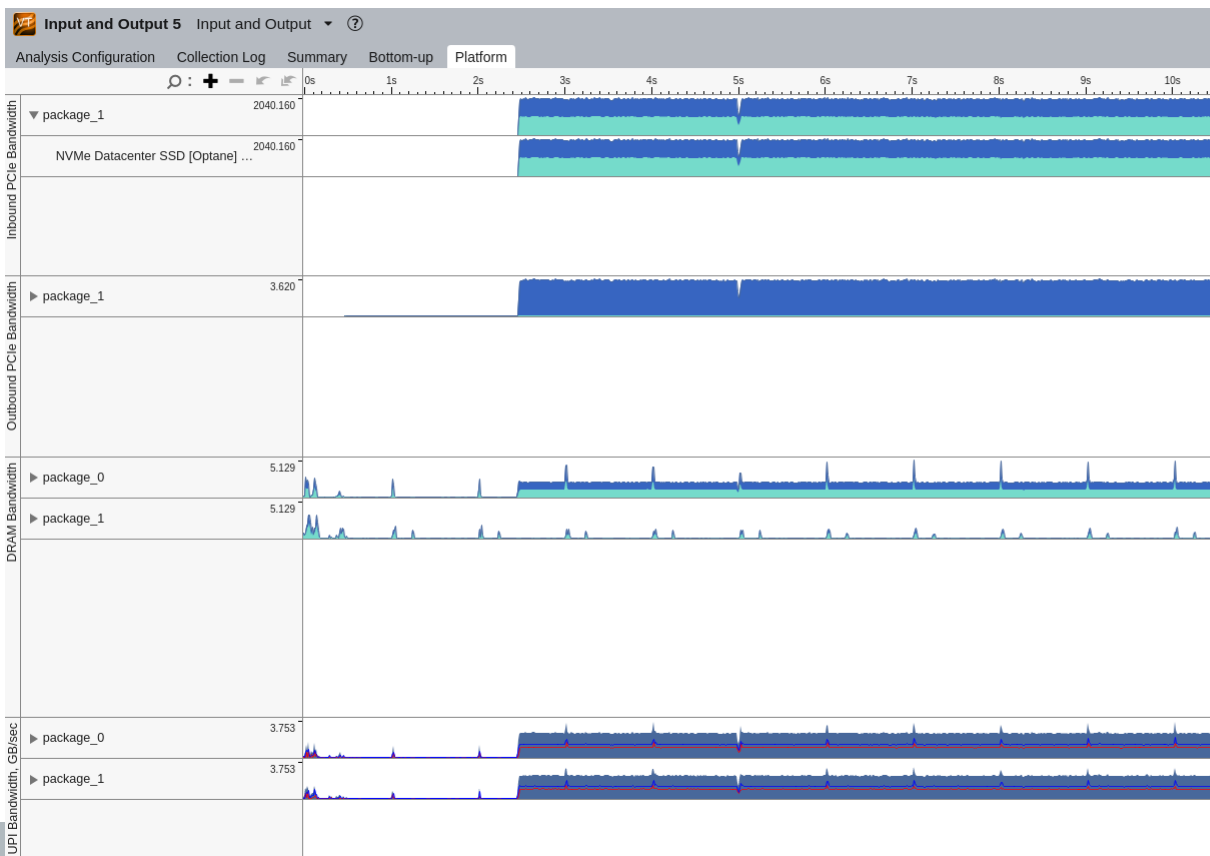 VT Input and Output 5 Input and Output ?
Analysis Configuration Collection Log Summary Bottom-up Platform
0s 1s 2s 3s 4s 5s 6s 7s 8s 9s 10s
Inbound PCIe Bandwidth
package_1 2040.160
NVMe Datacenter SSD [Optane] ... 2040.160
Outbound PCIe Bandwidth
package_1 3.620
DRAM Bandwidth
package_0 5.129
package_1 5.129
UPI Bandwidth, GB/sec
package_0 3.753
package_1 3.753